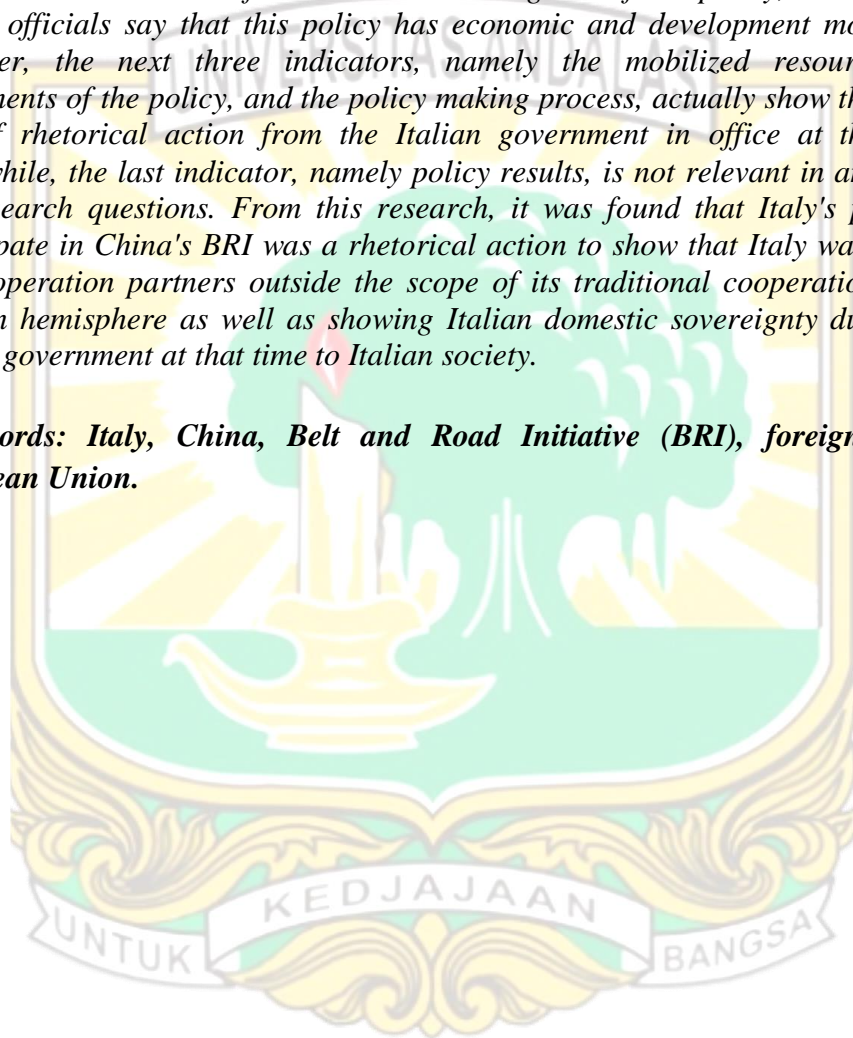 UNIVERSITAS ANDALAS
officials say that this policy has economic and development mo
er, the next three indicators, namely the mobilized resour
ents of the policy, and the policy making process, actually show th
f rhetorical action from the Italian government in office at th
while, the last indicator, namely policy results, is not relevant in an
search questions. From this research, it was found that Italy's p
pate in China's BRI was a rhetorical action to show that Italy wa
operation partners outside the scope of its traditional cooperatio
n hemisphere as well as showing Italian domestic sovereignty du
government at that time to Italian society.
ords: Italy, China, Belt and Road Initiative (BRI), foreign
ean Union.
KEDJAJAAN
UNTUK
BANGSA